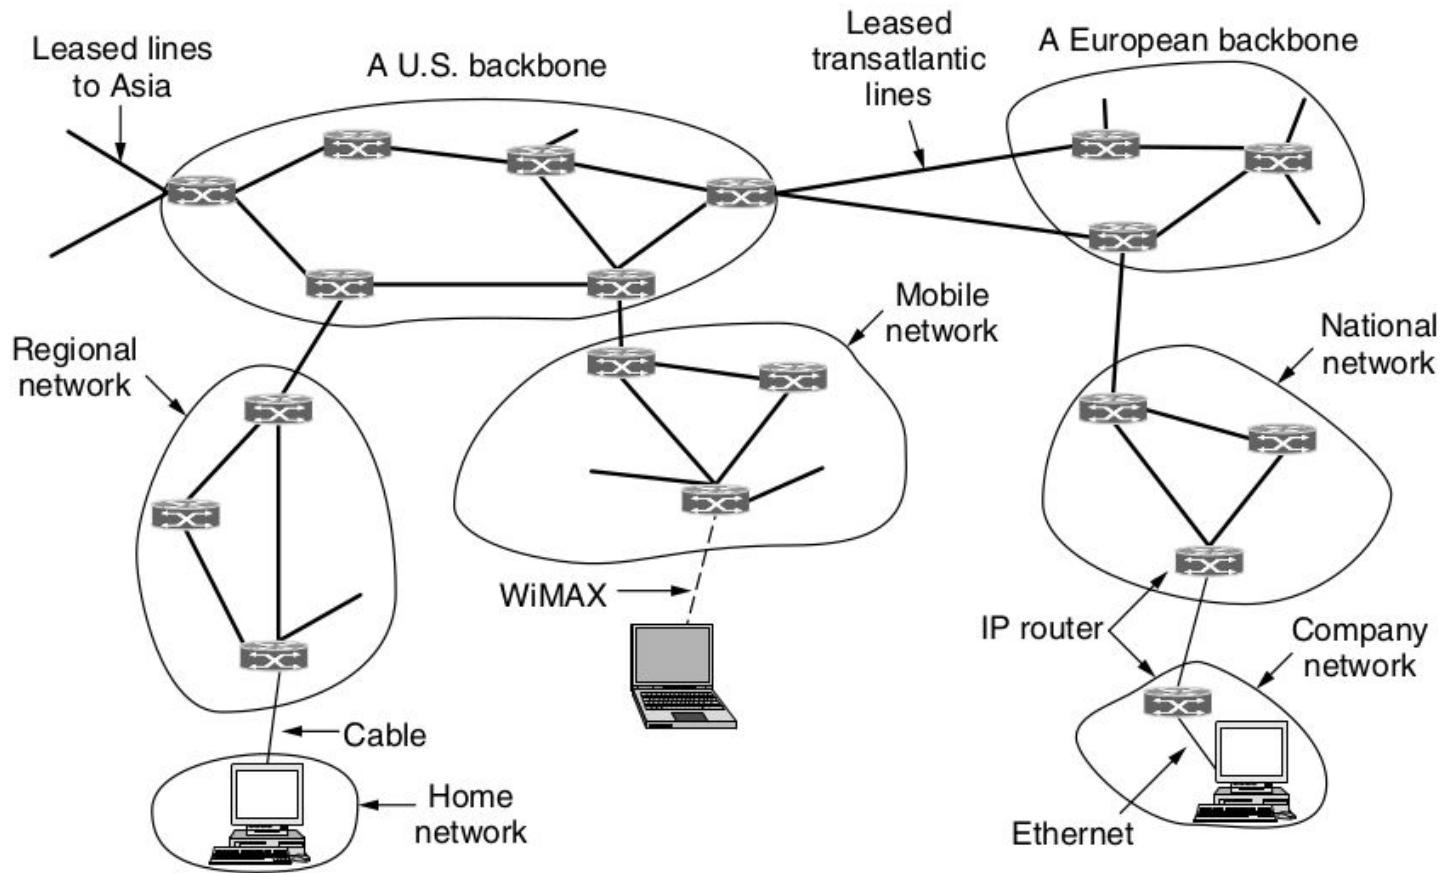 Leased lines
to Asia
A U.S. backbone
Leased
transatlantic
lines
A European backbone
Regional
network
Mobile
network
National
network
WiMAX
IP router
Company
network
Cable
Home
network
Ethernet